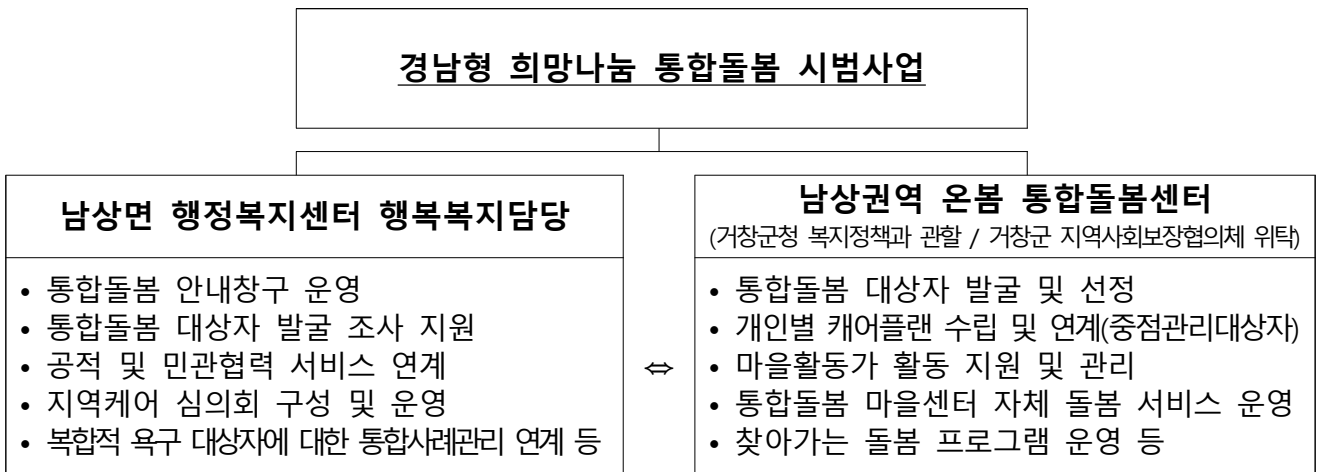 경남형 희망나눔 통합돌봄 시범사업
남상면 행정복지센터 행복복지담당
• 통합돌봄 안내창구 운영
• 통합돌봄 대상자 발굴 조사 지원
• 공적 및 민관협력 서비스 연계
• 지역케어 심의회 구성 및 운영
• 복합적 욕구 대상자에 대한 통합사례관리 연계 등
⇔
남상권역 온봄 통합돌봄센터
(거창군청 복지정책과 관할 / 거창군 지역사회보장협의체 위탁)
• 통합돌봄 대상자 발굴 및 선정
• 개인별 캐어플랜 수립 및 연계(중점관리대상자)
• 마을활동가 활동 지원 및 관리
• 통합돌봄 마을센터 자체 돌봄 서비스 운영
• 찾아가는 돌봄 프로그램 운영 등